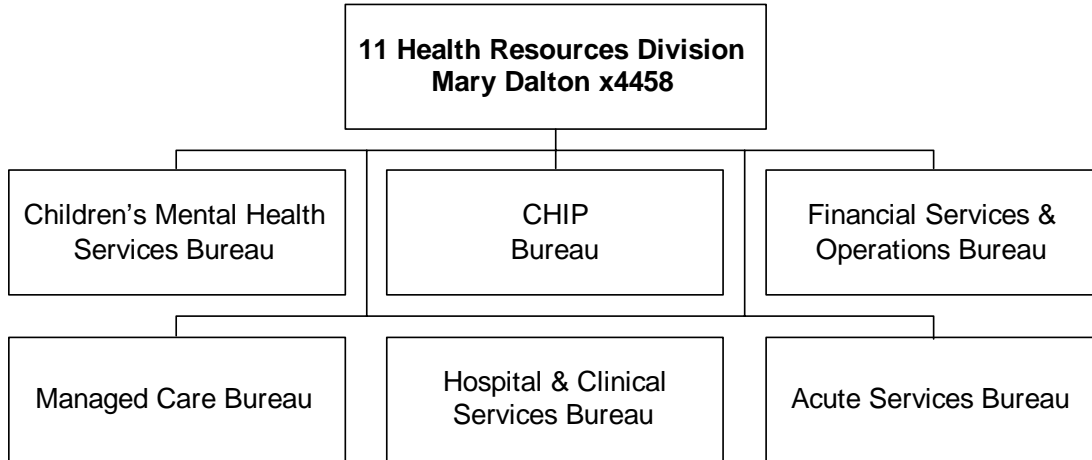 11 Health Resources Division
Mary Dalton x4458
Children’s Mental Health
Services Bureau
CHIP
Bureau
Financial Services &
Operations Bureau
Managed Care Bureau
Hospital & Clinical
Services Bureau
Acute Services Bureau